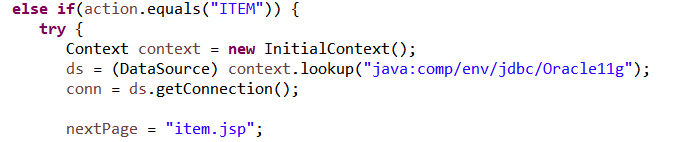 else if(action.equals("ITEM")) {
try {
Context context = new InitialContext();
ds = (DataSource) context.lookup("java:comp/env/jdbc/Oracle11g");
conn = ds.getConnection();
nextPage = "item.jsp";